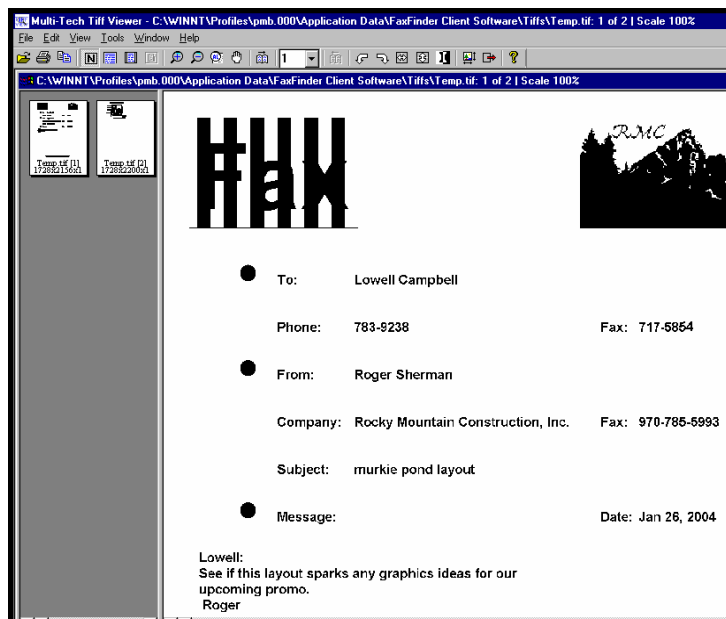 Multi-Tech Tiff Viewer - C:\WINNT\Profiles\pmb.000\Application Data\FaxFinder Client Software\Tiffs\Temp.tif: 1 of 2 | Scale 100%
File Edit View Tools Window Help
N 1
C:\WINNT\Profiles\pmb.000\Application Data\FaxFinder Client Software\Tiffs\Temp.tif: 1 of 2 | Scale 100%
Temp.tif [1] Temp.tif [2]
1728x2156x1 1728x2200x1
Fax
RMC
To: Lowell Campbell
Phone: 783-9238 Fax: 717-5854
From: Roger Sherman
Company: Rocky Mountain Construction, Inc. Fax: 970-785-5993
Subject: murkie pond layout
Message: Date: Jan 26, 2004
Lowell:
See if this layout sparks any graphics ideas for our
upcoming promo.
Roger